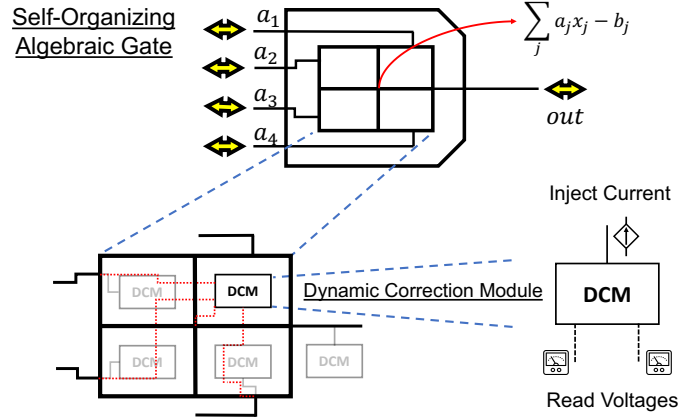 Self-Organizing
Algebraic Gate
a₁
a₂
a₃
a₄
∑ⱼ aⱼxⱼ − bⱼ
out
Inject Current
DCM
DCM
Dynamic Correction Module
DCM
DCM
DCM
DCM
Read Voltages